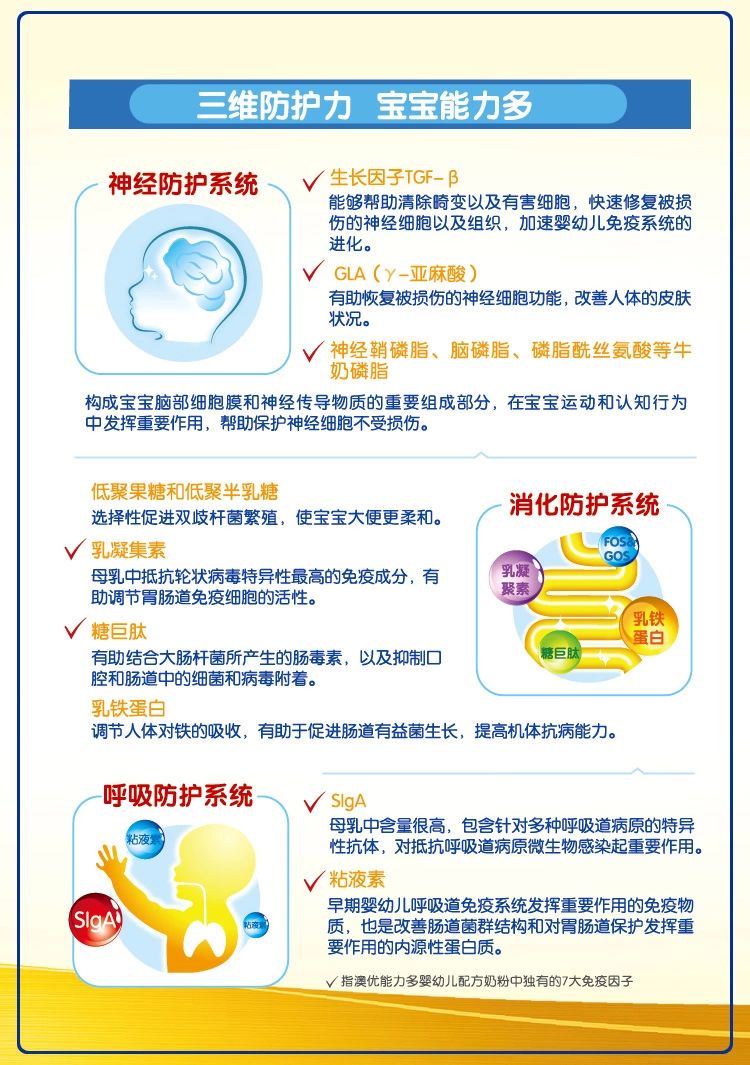 三维防护力 宝宝能力多
神经防护系统
生长因子TGF-β
能够帮助清除畸变以及有害细胞，快速修复被损
伤的神经细胞以及组织，加速婴幼儿免疫系统的
进化。
GLA（γ-亚麻酸）
有助恢复被损伤的神经细胞功能，改善人体的皮肤
状况。
神经鞘磷脂、脑磷脂、磷脂酰丝氨酸等牛
奶磷脂
构成宝宝脑部细胞膜和神经传导物质的重要组成部分，在宝宝运动和认知行为
中发挥重要作用，帮助保护神经细胞不受损伤。
低聚果糖和低聚半乳糖
选择性促进双歧杆菌繁殖，使宝宝大便更柔和。
乳凝集素
母乳中抵抗轮状病毒特异性最高的免疫成分，有
助调节胃肠道免疫细胞的活性。
糖巨肽
有助结合大肠杆菌所产生的肠毒素，以及抑制口
腔和肠道中的细菌和病毒附着。
乳铁蛋白
调节人体对铁的吸收，有助于促进肠道有益菌生长，提高机体抗病能力。
消化防护系统
FOS&
GOS
乳凝
聚素
乳铁
蛋白
糖巨肽
呼吸防护系统
粘液素
SIgA
粘液素
SIgA
母乳中含量很高，包含针对多种呼吸道病原的特异
性抗体，对抵抗呼吸道病原微生物感染起重要作用。
粘液素
早期婴幼儿呼吸道免疫系统发挥重要作用的免疫物
质，也是改善肠道菌群结构和对胃肠道保护发挥重
要作用的内源性蛋白质。
指澳优能力多婴幼儿配方奶粉中独有的7大免疫因子